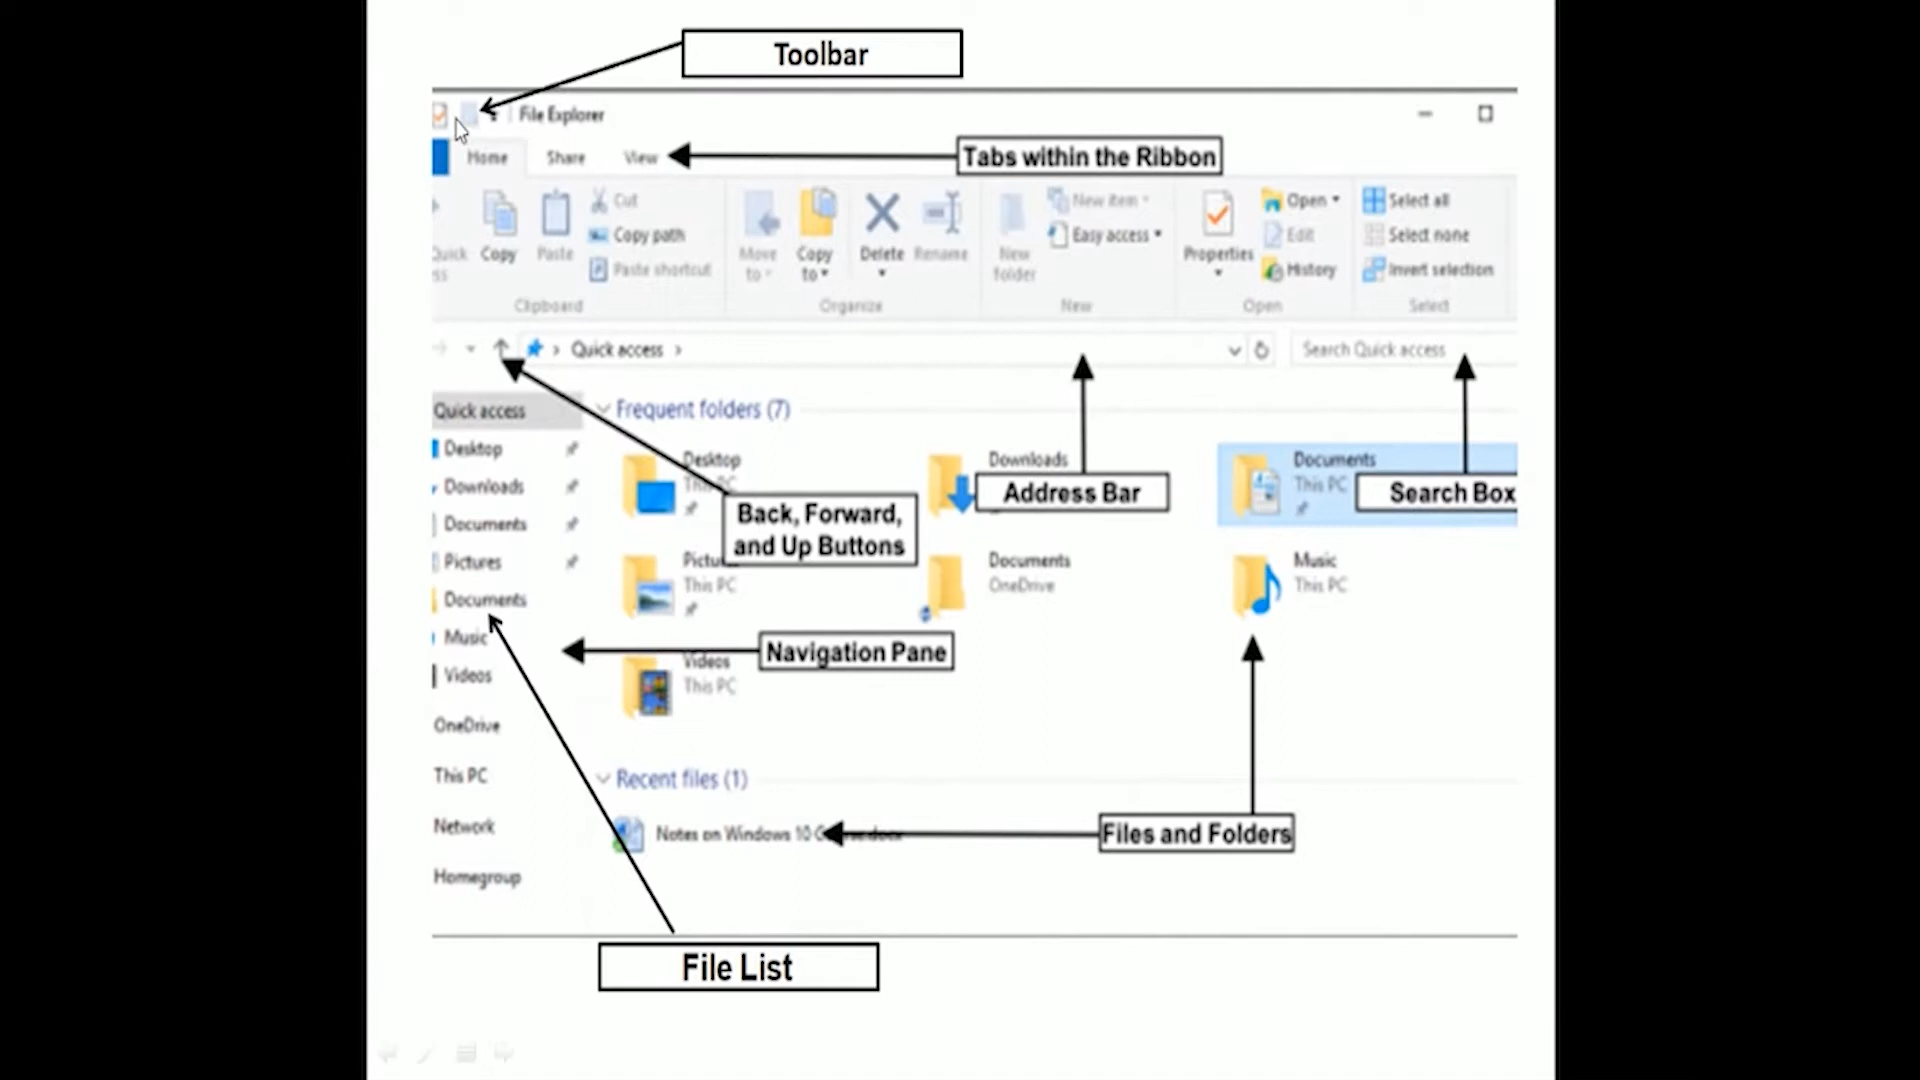 Toolbar
File Explorer
Home Share View
Tabs within the Ribbon
Cut
New item
Open
Select all
Copy path
Easy access
Edit
Select none
Quick
Copy
Paste
Move
Copy
Delete
Rename
New
Properties
ss
to
to
folder
Paste shortcut
History
Invert selection
Clipboard
Organize
New
Open
Select
Quick access
Search Quick access
Quick access
Desktop
Downloads
Documents
Pictures
Documents
Music
Videos
OneDrive
This PC
Network
Homegroup
Frequent folders (7)
Desktop
This PC
Downloads
Documents
This PC
Address Bar
Search Box
Back, Forward,
and Up Buttons
This PC
Documents
OneDrive
Music
This PC
Navigation Pane
Videos
This PC
Recent files (1)
Notes on Windows 10
Files and Folders
File List